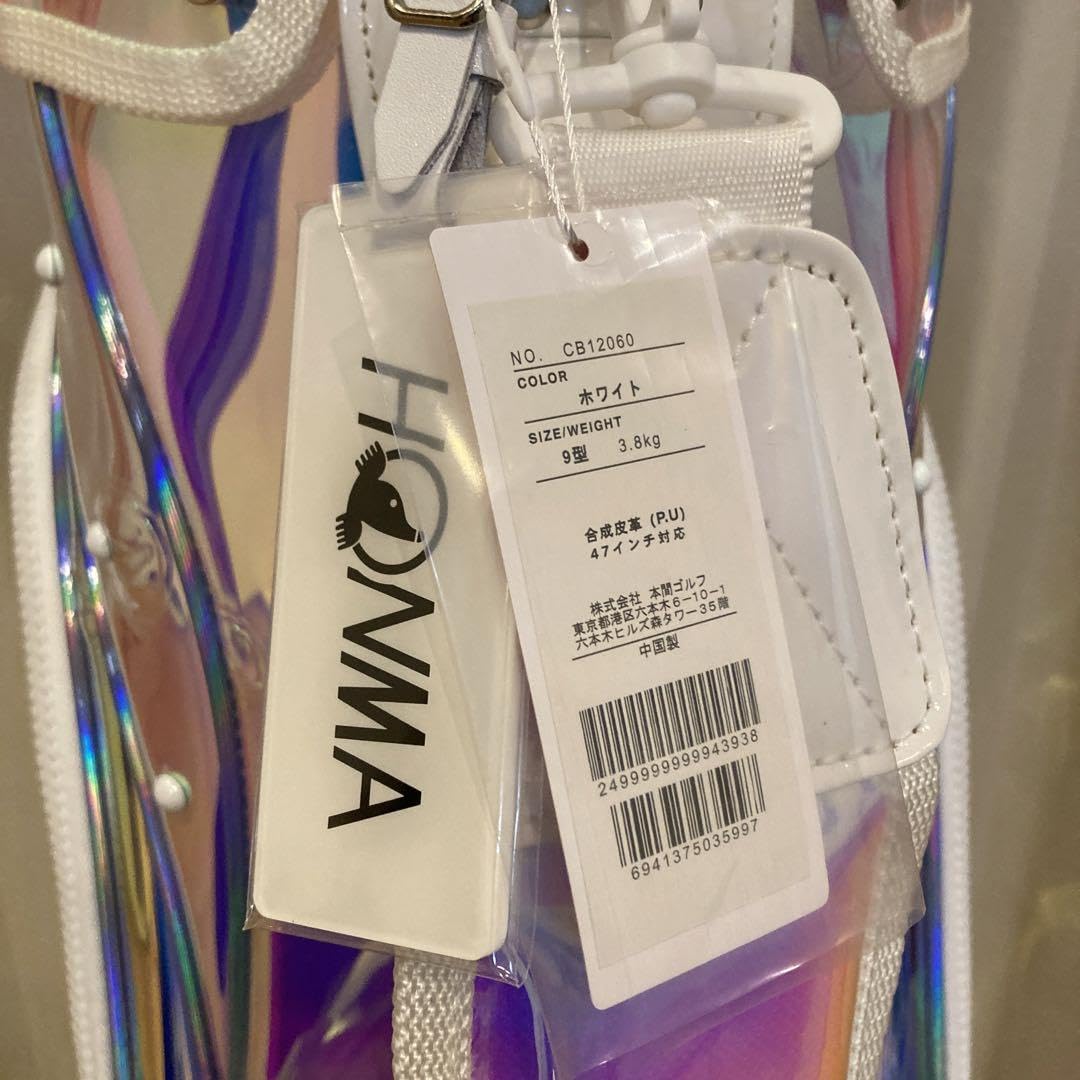 HONMA
NO. CB12060
COLOR
ホワイト
SIZE/WEIGHT
9型 3.8kg
合成皮革 (P.U)
47インチ対応
株式会社 本間ゴルフ
東京都港区六本木6-10-1
六本木ヒルズ森タワー35階
中国製
2499999999943938
6941375035997